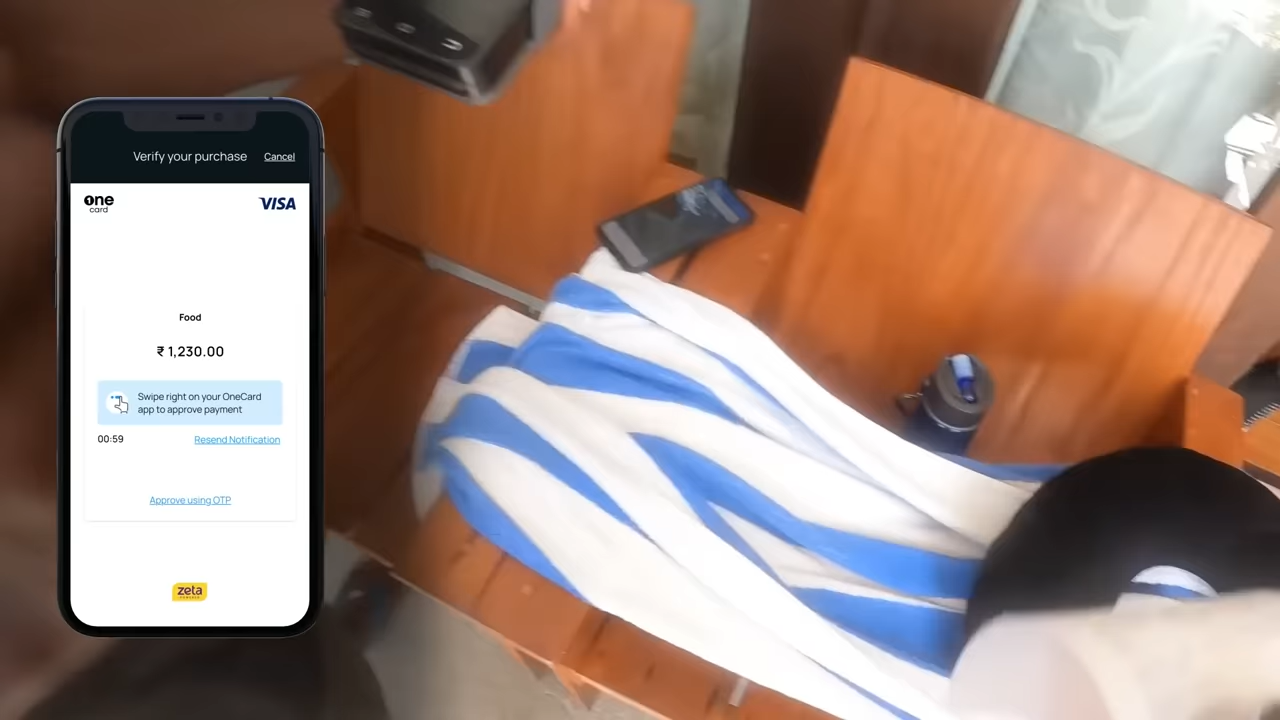 Verify your purchase Cancel
One
card
VISA
Food
₹ 1,230.00
Swipe right on your OneCard
app to approve payment
00:59 Resend Notification
Approve using OTP
zeta